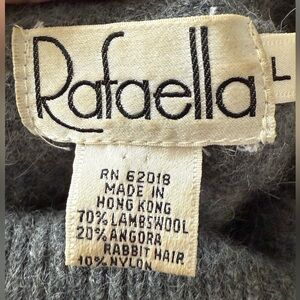 Rafaella
L
RN 62018
MADE IN
HONG KONG
70% LAMBSWOOL
20% ANGORA
RABBIT HAIR
10% NYLON